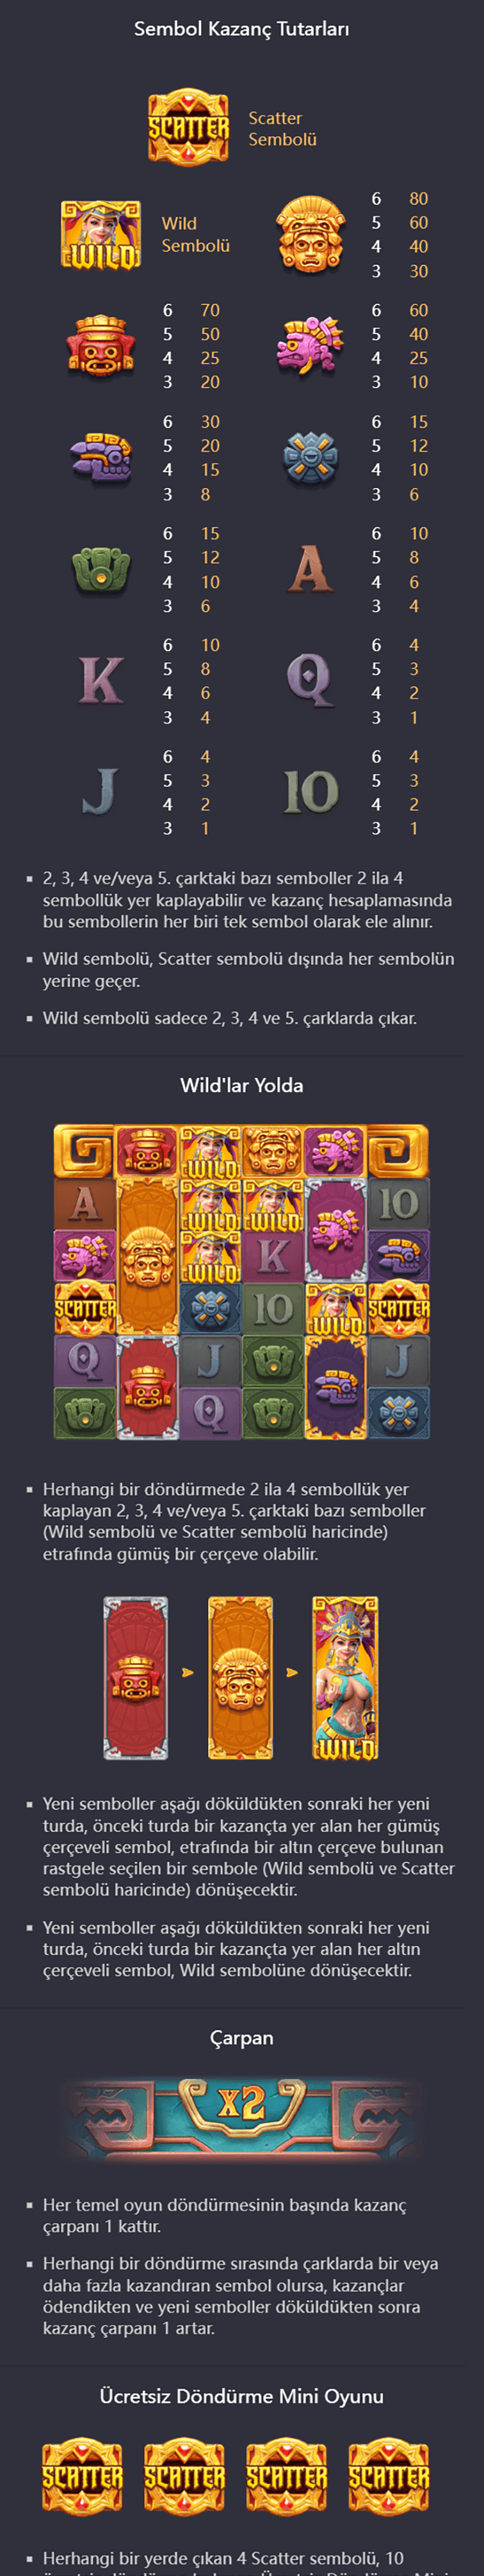 Sembol Kazanç Tutarları
SCATTER
Scatter
Sembolü
WILD
Wild
Sembolü
6 80
5 60
4 40
3 30
6 70
5 50
4 25
3 20
6 60
5 40
4 25
3 10
6 30
5 20
4 15
3 8
6 15
5 12
4 10
3 6
6 15
5 12
4 10
3 6
A
6 10
5 8
4 6
3 4
K
6 10
5 8
4 6
3 4
Q
6 4
5 3
4 2
3 1
J
6 4
5 3
4 2
3 1
10
6 4
5 3
4 2
3 1
▪ 2, 3, 4 ve/veya 5. çarktaki bazı semboller 2 ila 4
sembollük yer kaplayabilir ve kazanç hesaplamasında
bu sembollerin her biri tek sembol olarak ele alınır.
▪ Wild sembolü, Scatter sembolü dışında her sembolün
yerine geçer.
▪ Wild sembolü sadece 2, 3, 4 ve 5. çarklarda çıkar.
Wild'lar Yolda
WILD
A WILD WILD 10
WILD K
SCATTER 10 WILD SCATTER
Q J J
Q
▪ Herhangi bir döndürmede 2 ila 4 sembollük yer
kaplayan 2, 3, 4 ve/veya 5. çarktaki bazı semboller
(Wild sembolü ve Scatter sembolü haricinde)
etrafında gümüş bir çerçeve olabilir.
WILD
▪ Yeni semboller aşağı döküldükten sonraki her yeni
turda, önceki turda bir kazançta yer alan her gümüş
çerçeveli sembol, etrafında bir altın çerçeve bulunan
rastgele seçilen bir sembole (Wild sembolü ve Scatter
sembolü haricinde) dönüşecektir.
▪ Yeni semboller aşağı döküldükten sonraki her yeni
turda, önceki turda bir kazançta yer alan her altın
çerçeveli sembol, Wild sembolüne dönüşecektir.
Çarpan
x2
▪ Her temel oyun döndürmesinin başında kazanç
çarpanı 1 kattır.
▪ Herhangi bir döndürme sırasında çarklarda bir veya
daha fazla kazandıran sembol olursa, kazançlar
ödendikten ve yeni semboller döküldükten sonra
kazanç çarpanı 1 artar.
Ücretsiz Döndürme Mini Oyunu
SCATTER SCATTER SCATTER SCATTER
▪ Herhangi bir yerde çıkan 4 Scatter sembolü, 10